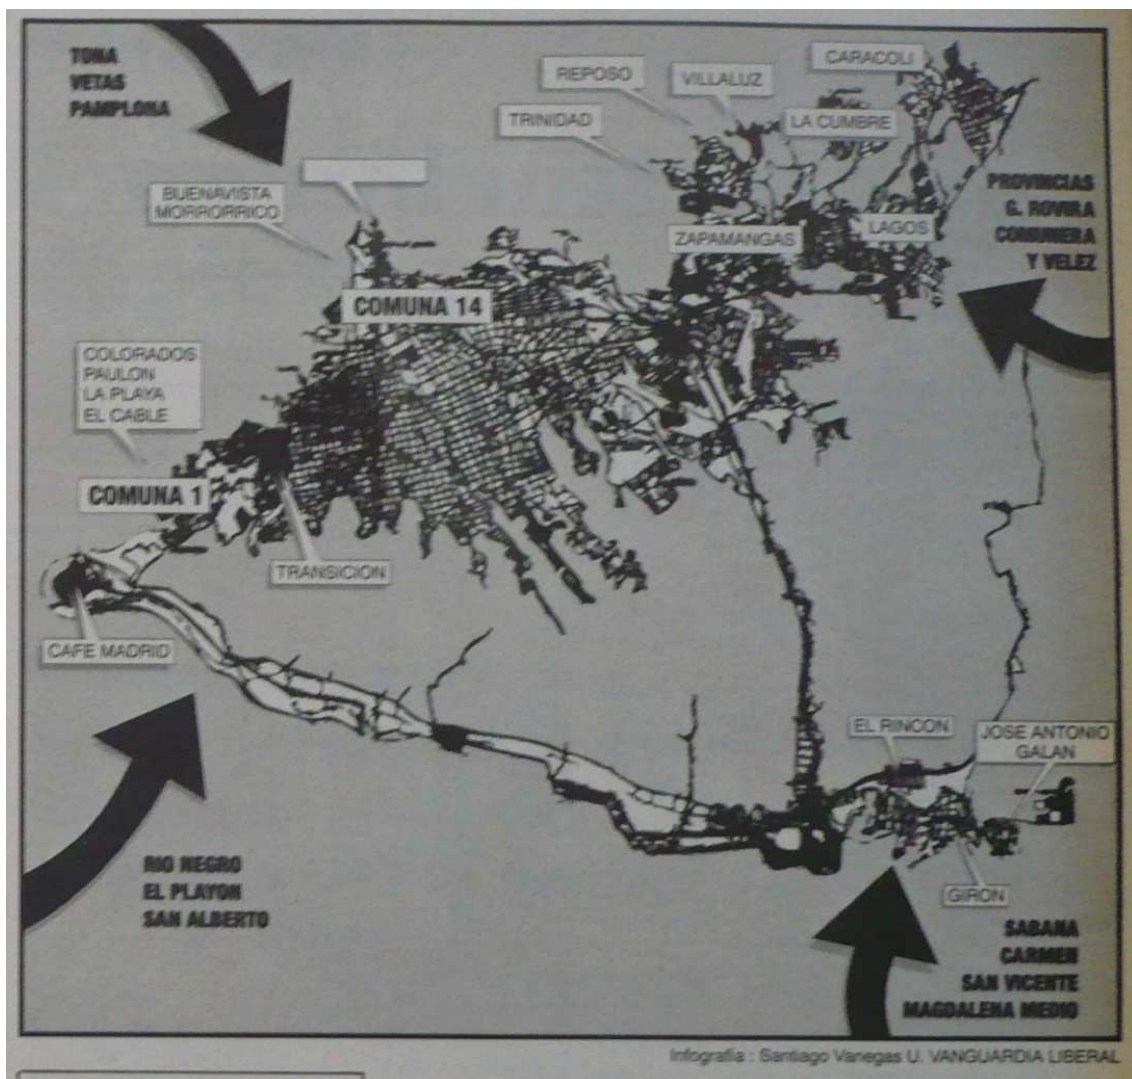 TONA
VETAS
PAMPLONA
REPOSO
VILLALUZ
CARACOLI
TRINIDAD
LA CUMBRE
BUENAVISTA
MORRORRICO
ZAPAMANGAS
LAGOS
PROVINCIAS
G. ROVIRA
COMUNERA
Y VELEZ
COMUNA 14
COLORADOS
PAULON
LA PLAYA
EL CABLE
COMUNA 1
TRANSICION
CAFE MADRID
EL RINCON
JOSE ANTONIO
GALAN
RIO NEGRO
EL PLAYON
SAN ALBERTO
GIRON
SABANA
CARMEN
SAN VICENTE
MAGDALENA MEDIO
Infografia : Santiago Vanegas U. VANGUARDIA LIBERAL